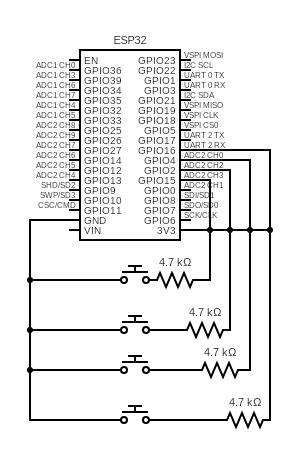 ESP32
VSPI MOSI
EN GPIO23
ADC1 CH0 GPIO36 GPIO22 I2C SCL
ADC1 CH3 GPIO39 GPIO1 UART 0 TX
ADC1 CH6 GPIO34 GPIO3 UART 0 RX
ADC1 CH7 GPIO35 GPIO21 I2C SDA
ADC1 CH4 GPIO32 GPIO19 VSPI MISO
ADC1 CH5 GPIO33 GPIO18 VSPI CLK
ADC2 CH8 GPIO25 GPIO5 VSPI CS0
ADC2 CH9 GPIO26 GPIO17 UART 2 TX
ADC2 CH7 GPIO27 GPIO16 UART 2 RX
ADC2 CH6 GPIO14 GPIO4 ADC2 CH0
ADC2 CH5 GPIO12 GPIO2 ADC2 CH2
ADC2 CH4 GPIO13 GPIO15 ADC2 CH3
SHD/SD2 GPIO9 GPIO0 ADC2 CH1
SWP/SD3 GPIO10 GPIO8 SDI/SD1
CSC/CMD GPIO11 GPIO7 SDO/SD0
GND GPIO6 SCK/CLK
VIN 3V3
4.7 kΩ
4.7 kΩ
4.7 kΩ
4.7 kΩ